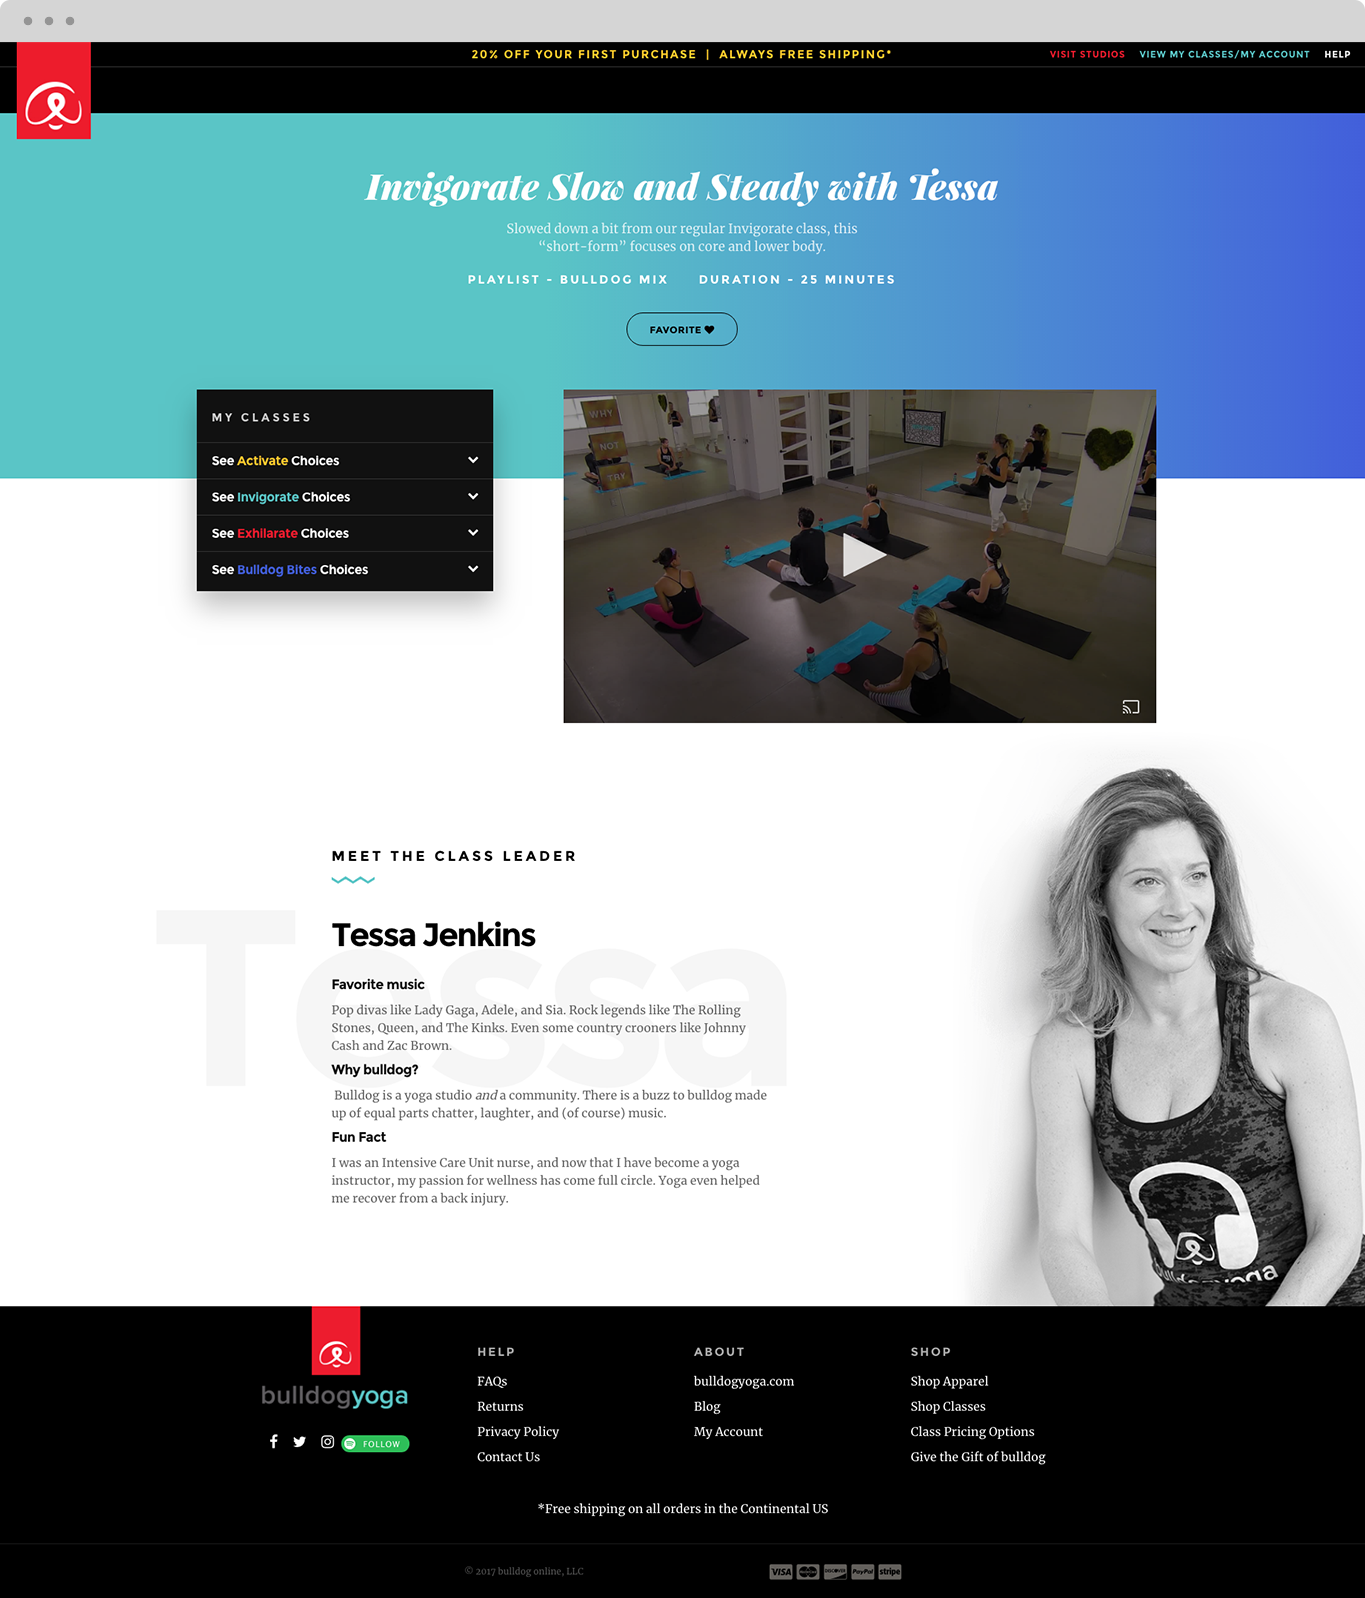 20% OFF YOUR FIRST PURCHASE | ALWAYS FREE SHIPPING*
VISIT STUDIOS VIEW MY CLASSES/MY ACCOUNT HELP
Invigorate Slow and Steady with Tessa
Slowed down a bit from our regular Invigorate class, this
“short-form” focuses on core and lower body.
PLAYLIST - BULLDOG MIX DURATION - 25 MINUTES
FAVORITE
MY CLASSES
See Activate Choices
See Invigorate Choices
See Exhilarate Choices
See Bulldog Bites Choices
WHY
NOT
TRY
MEET THE CLASS LEADER
Tessa
Tessa Jenkins
Favorite music
Pop divas like Lady Gaga, Adele, and Sia. Rock legends like The Rolling
Stones, Queen, and The Kinks. Even some country crooners like Johnny
Cash and Zac Brown.
Why bulldog?
Bulldog is a yoga studio and a community. There is a buzz to bulldog made
up of equal parts chatter, laughter, and (of course) music.
Fun Fact
I was an Intensive Care Unit nurse, and now that I have become a yoga
instructor, my passion for wellness has come full circle. Yoga even helped
me recover from a back injury.
bulldogyoga
bulldogyoga
FOLLOW
HELP
FAQs
Returns
Privacy Policy
Contact Us
ABOUT
bulldogyoga.com
Blog
My Account
SHOP
Shop Apparel
Shop Classes
Class Pricing Options
Give the Gift of bulldog
*Free shipping on all orders in the Continental US
© 2017 bulldog online, LLC
VISA MasterCard DISCOVER PayPal stripe